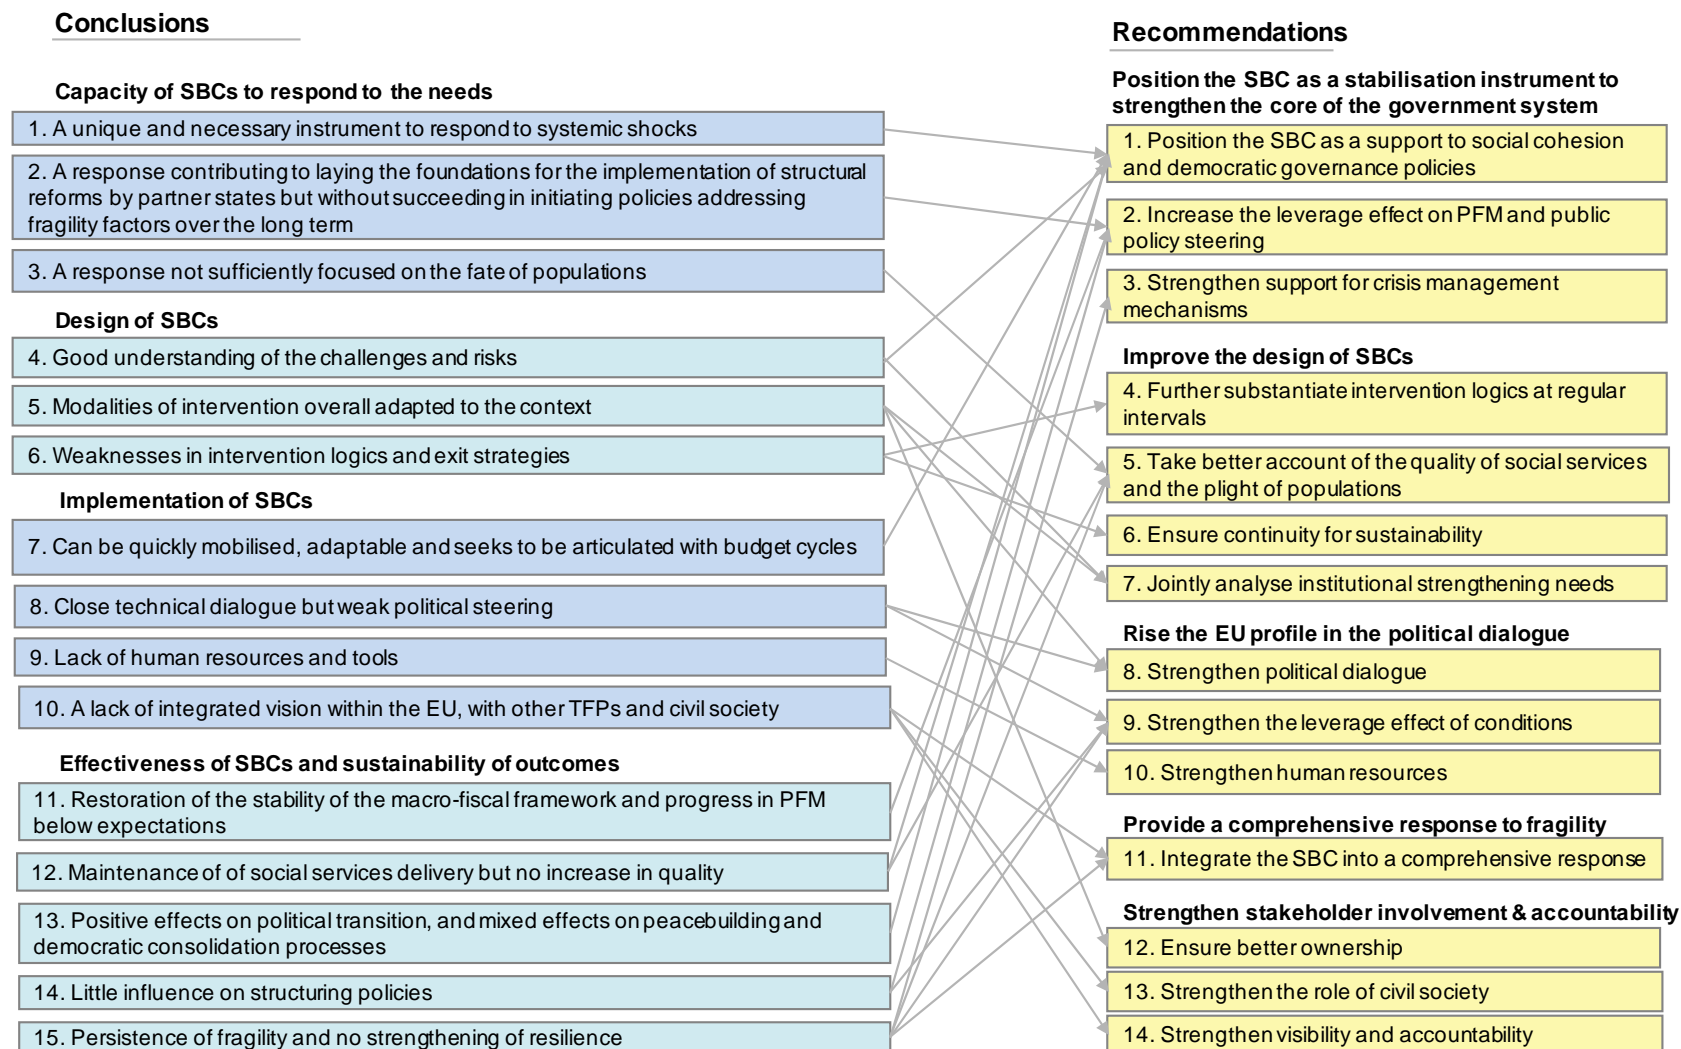 Conclusions
Capacity of SBCs to respond to the needs
1. A unique and necessary instrument to respond to systemic shocks
2. A response contributing to laying the foundations for the implementation of structural
reforms by partner states but without succeeding in initiating policies addressing
fragility factors over the long term
3. A response not sufficiently focused on the fate of populations
Design of SBCs
4. Good understanding of the challenges and risks
5. Modalities of intervention overall adapted to the context
6. Weaknesses in intervention logics and exit strategies
Implementation of SBCs
7. Can be quickly mobilised, adaptable and seeks to be articulated with budget cycles
8. Close technical dialogue but weak political steering
9. Lack of human resources and tools
10. A lack of integrated vision within the EU, with other TFPs and civil society
Effectiveness of SBCs and sustainability of outcomes
11. Restoration of the stability of the macro-fiscal framework and progress in PFM
below expectations
12. Maintenance of of social services delivery but no increase in quality
13. Positive effects on political transition, and mixed effects on peacebuilding and
democratic consolidation processes
14. Little influence on structuring policies
15. Persistence of fragility and no strengthening of resilience
Recommendations
Position the SBC as a stabilisation instrument to
strengthen the core of the government system
1. Position the SBC as a support to social cohesion
and democratic governance policies
2. Increase the leverage effect on PFM and public
policy steering
3. Strengthen support for crisis management
mechanisms
Improve the design of SBCs
4. Further substantiate intervention logics at regular
intervals
5. Take better account of the quality of social services
and the plight of populations
6. Ensure continuity for sustainability
7. Jointly analyse institutional strengthening needs
Rise the EU profile in the political dialogue
8. Strengthen political dialogue
9. Strengthen the leverage effect of conditions
10. Strengthen human resources
Provide a comprehensive response to fragility
11. Integrate the SBC into a comprehensive response
Strengthen stakeholder involvement & accountability
12. Ensure better ownership
13. Strengthen the role of civil society
14. Strengthen visibility and accountability